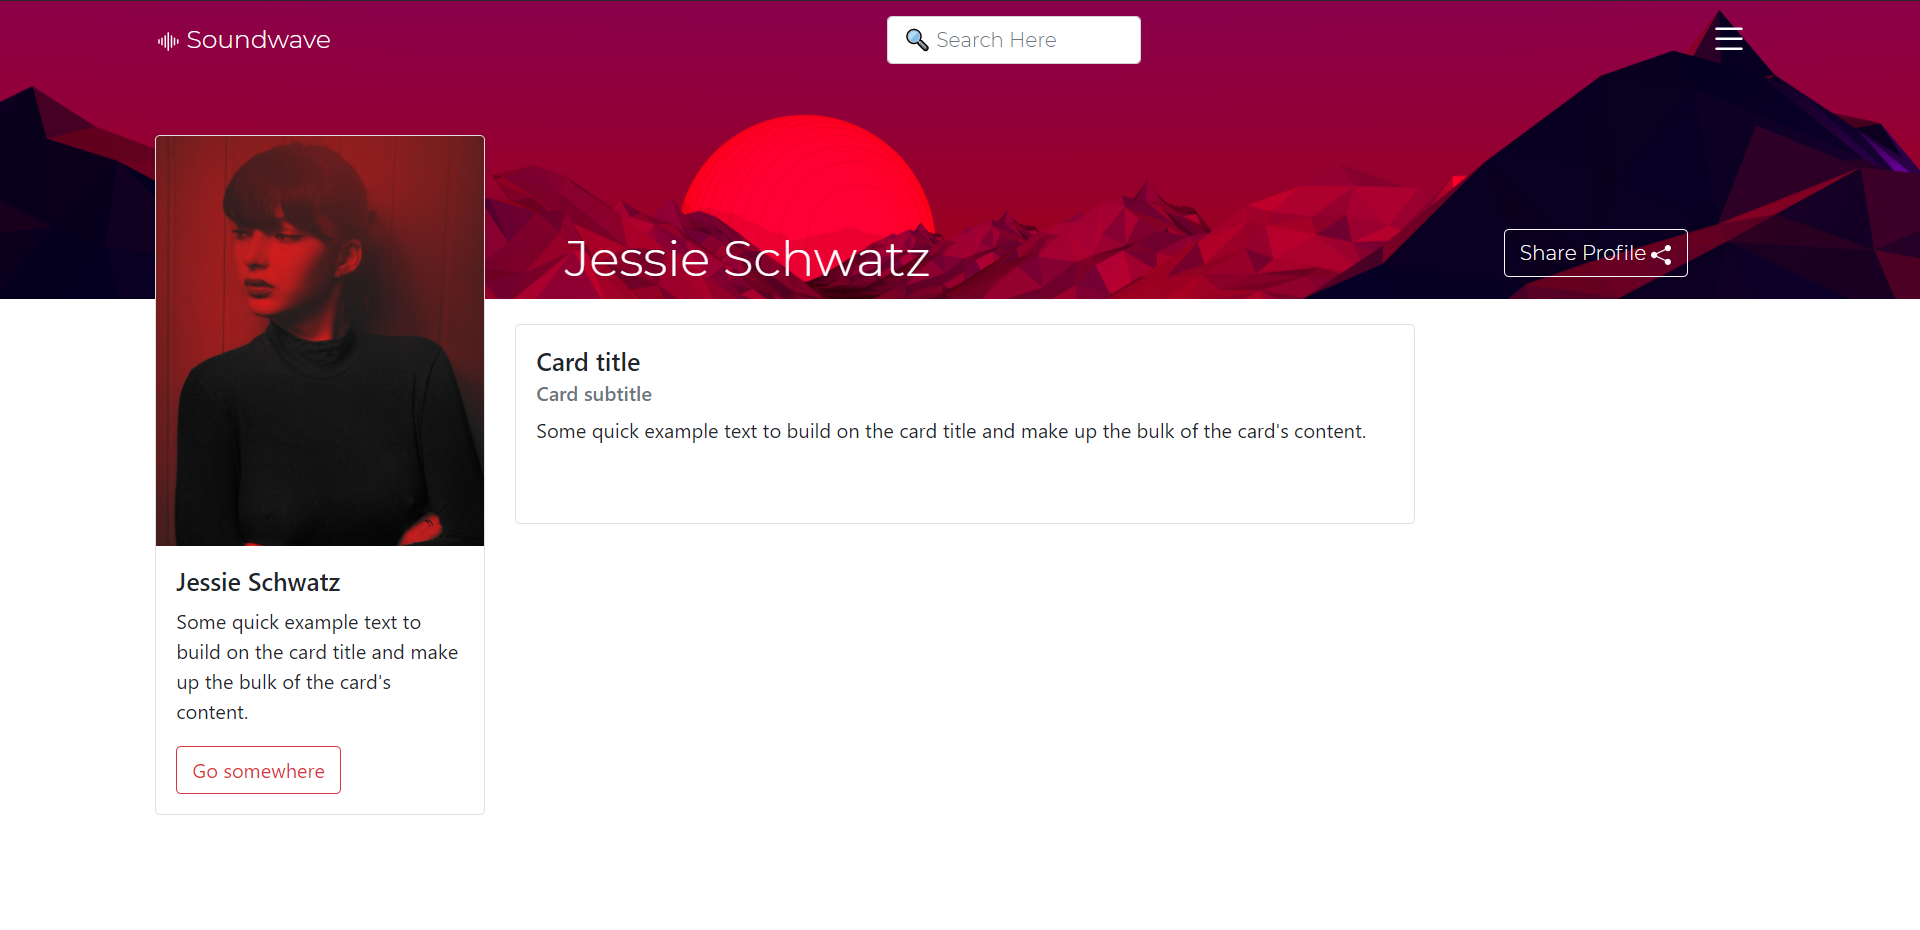 Soundwave
🔍 Search Here
Jessie Schwatz
Share Profile
Card title
Card subtitle
Some quick example text to build on the card title and make up the bulk of the card's content.
Jessie Schwatz
Some quick example text to
build on the card title and make
up the bulk of the card's
content.
Go somewhere